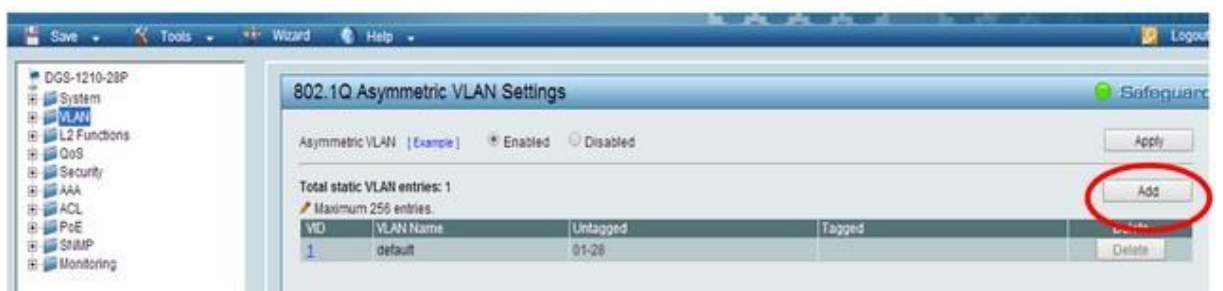 Save Tools Wizard Help Logout
DGS-1210-28P
System
VLAN
L2 Functions
QoS
Security
AAA
ACL
PoE
SNMP
Monitoring
802.1Q Asymmetric VLAN Settings Safeguard
Asymmetric VLAN [ Example ] Enabled Disabled Apply
Total static VLAN entries: 1 Add
Maximum 256 entries.
VID VLAN Name Untagged Tagged Delete
1 default 01-28 Delete